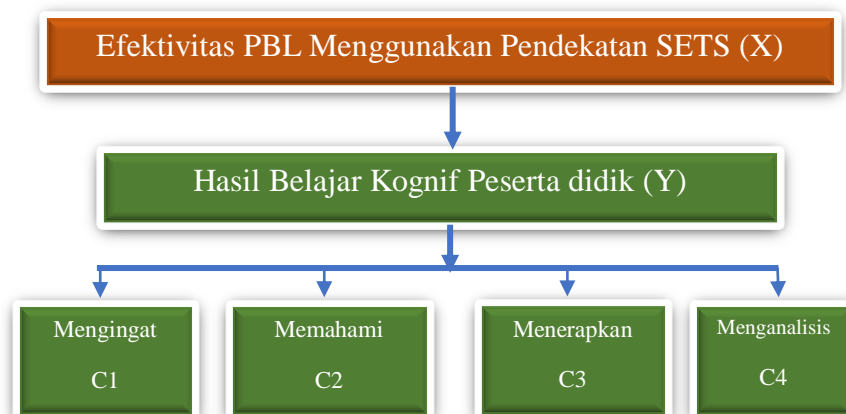 Efektivitas PBL Menggunakan Pendekatan SETS (X)
Hasil Belajar Kognif Peserta didik (Y)
Mengingat
C1
Memahami
C2
Menerapkan
C3
Menganalisis
C4